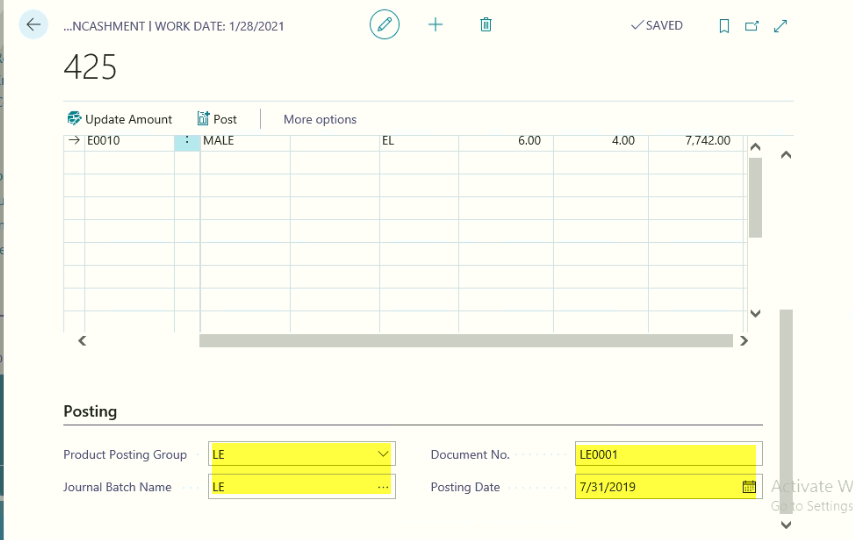 ...NCASHMENT | WORK DATE: 1/28/2021
SAVED
425
Update Amount Post More options
E0010 MALE EL 6.00 4.00 7,742.00
Posting
Product Posting Group LE Document No. LE0001
Journal Batch Name LE ... Posting Date 7/31/2019
Activate W
Go to Settings